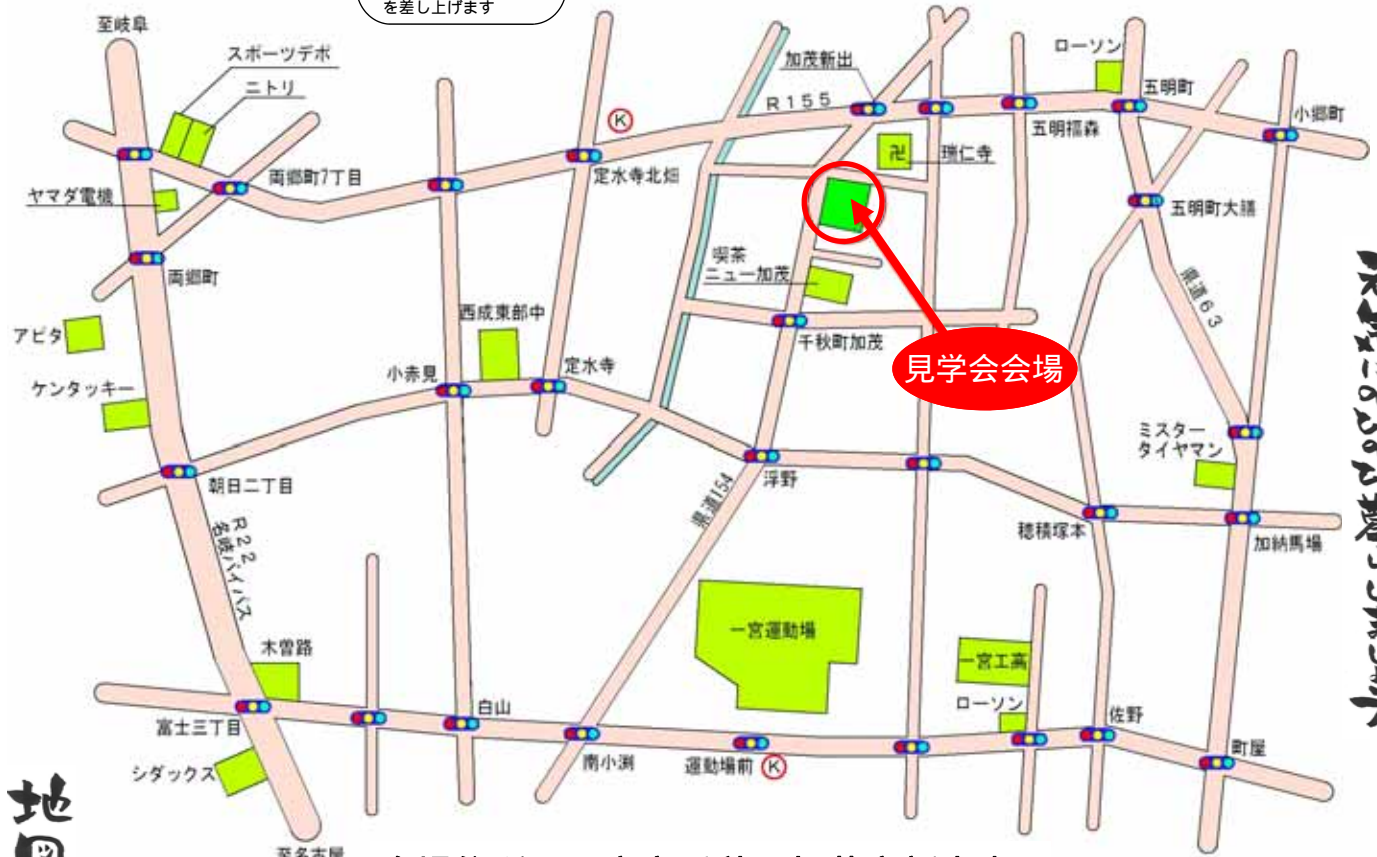 を差し上げます
至岐阜
スポーツデポ
ニトリ
加茂新出
ローソン
五明町
R155
小郷町
K
五明福森
卍
瑞仁寺
両郷町7丁目
定水寺北畑
ヤマダ電機
五明町大膳
喫茶
ニュー加茂
両郷町
県道63
西成東部中
アピタ
千秋町加茂
見学会会場
小赤見
定水寺
ケンタッキー
ミスター
タイヤマン
朝日二丁目
浮野
県道154
R22
名岐バイパス
穂積塚本
加納馬場
一宮運動場
木曽路
一宮工高
ローソン
白山
佐野
富士三丁目
南小渕
運動場前
K
町屋
シダックス
地図
至名古屋